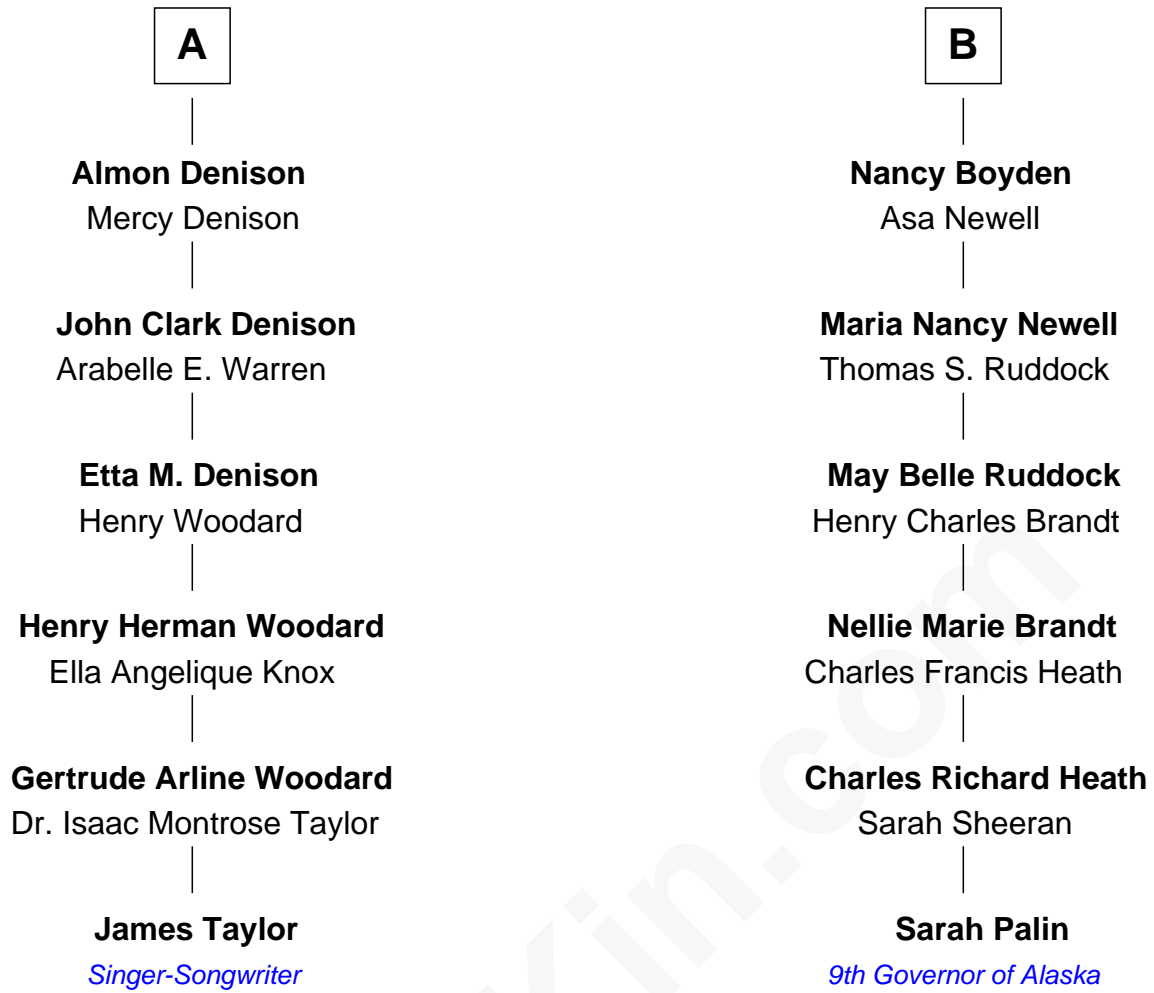 A
Almon Denison
Mercy Denison
John Clark Denison
Arabelle E. Warren
Etta M. Denison
Henry Woodard
Henry Herman Woodard
Ella Angelique Knox
Gertrude Arline Woodard
Dr. Isaac Montrose Taylor
James Taylor
Singer-Songwriter
B
Nancy Boyden
Asa Newell
Maria Nancy Newell
Thomas S. Ruddock
May Belle Ruddock
Henry Charles Brandt
Nellie Marie Brandt
Charles Francis Heath
Charles Richard Heath
Sarah Sheeran
Sarah Palin
9th Governor of Alaska